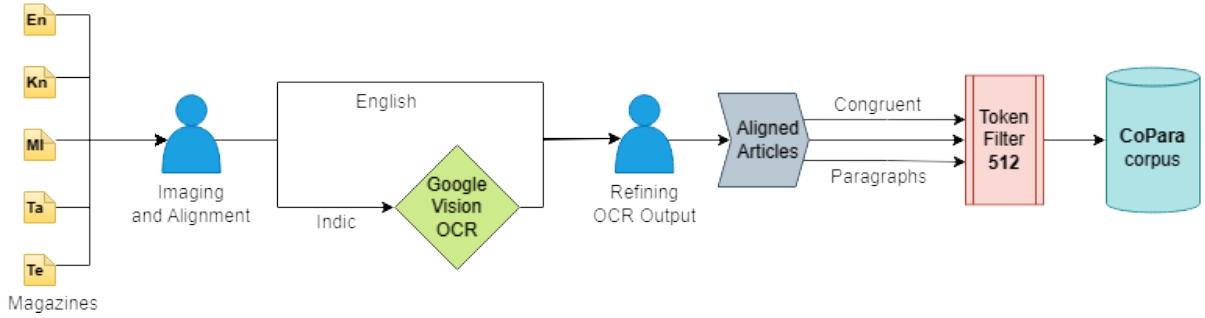 En
Kn
Ml
Ta
Te
Magazines
Imaging
and Alignment
English
Indic
Google
Vision
OCR
Refining
OCR Output
Aligned
Articles
Congruent
Paragraphs
Token
Filter
512
CoPara
corpus